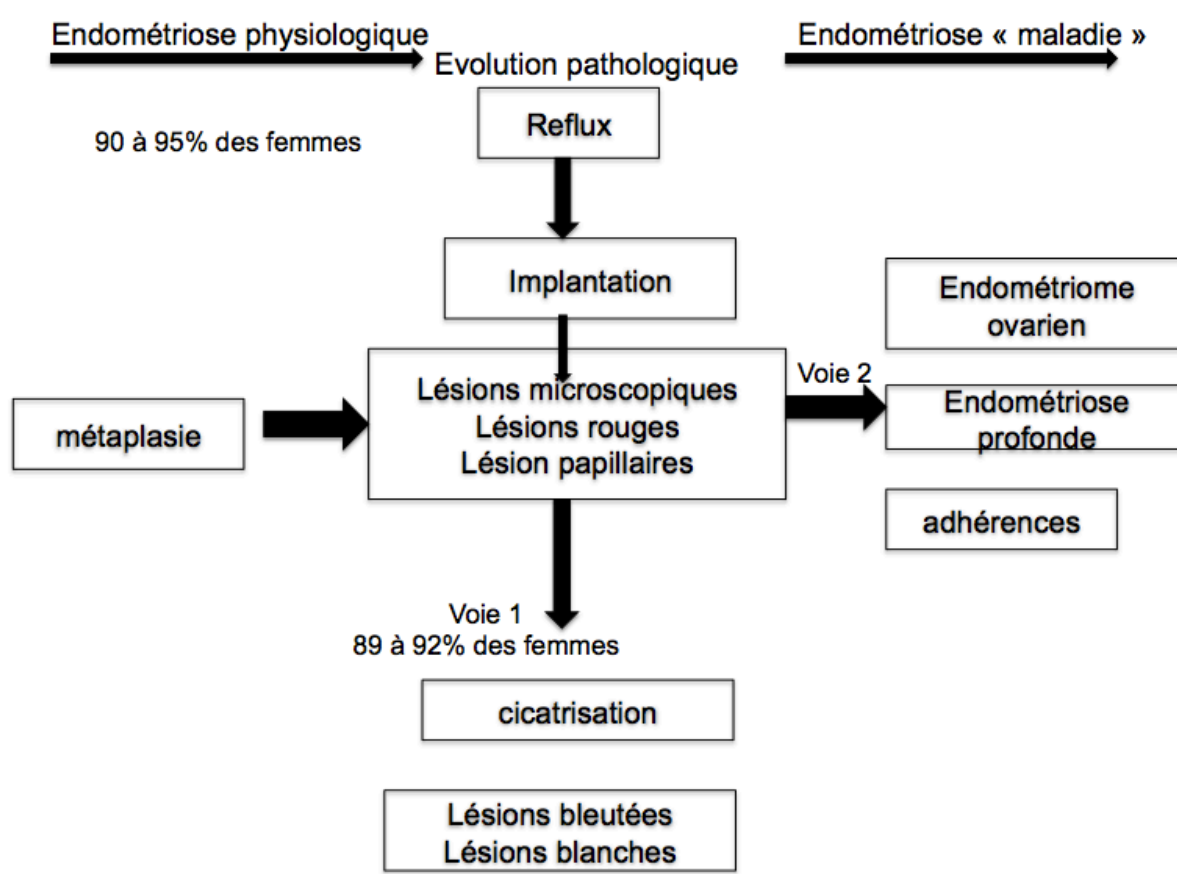 Endométriose physiologique
Endométriose « maladie »
Evolution pathologique
Reflux
90 à 95% des femmes
Implantation
Endométriome
ovarien
Lésions microscopiques
Lésions rouges
Lésion papillaires
Voie 2
métaplasie
Endométriose
profonde
adhérences
Voie 1
89 à 92% des femmes
cicatrisation
Lésions bleutées
Lésions blanches